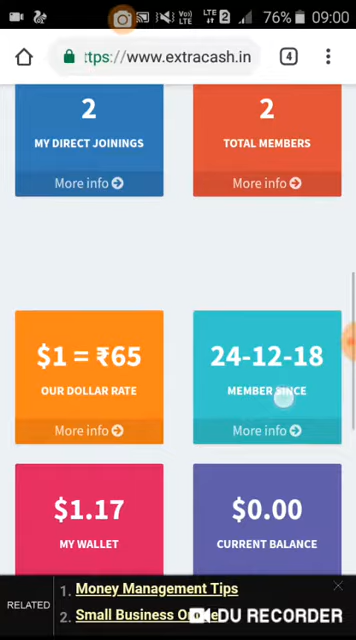 LTE 2 76% 09:00
ttps://www.extracash.in 4
2 2
MY DIRECT JOININGS TOTAL MEMBERS
More info More info
$1 = ₹65 24-12-18
OUR DOLLAR RATE MEMBER SINCE
More info More info
$1.17 $0.00
MY WALLET CURRENT BALANCE
RELATED
1. Money Management Tips
2. Small Business O
DU RECORDER